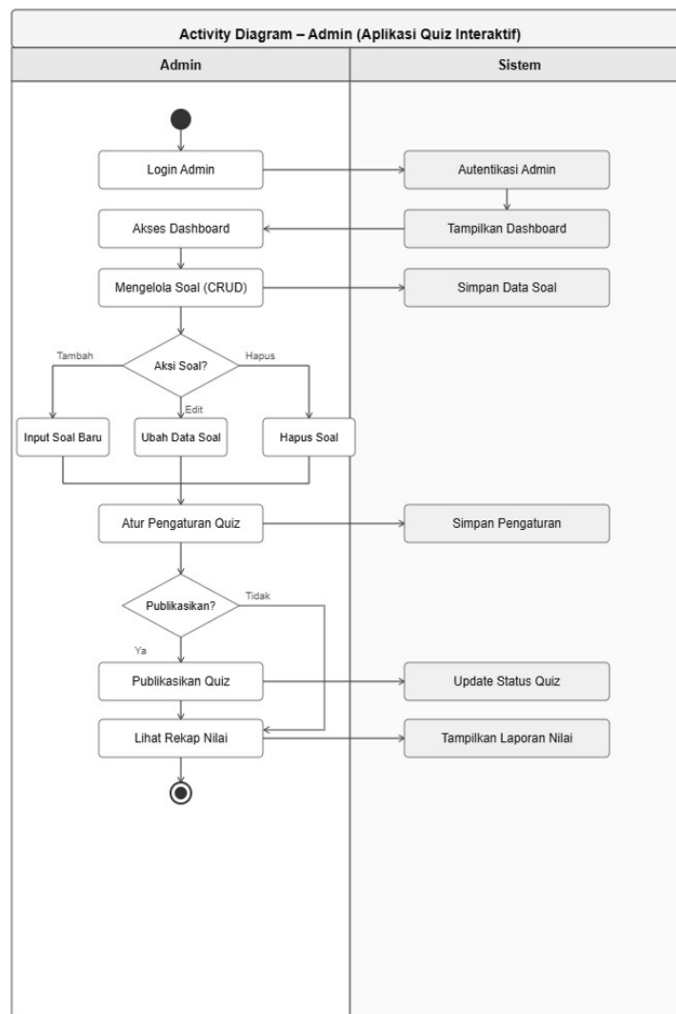 Activity Diagram – Admin (Aplikasi Quiz Interaktif)
Admin
Sistem
Login Admin
Autentikasi Admin
Akses Dashboard
Tampilkan Dashboard
Mengelola Soal (CRUD)
Simpan Data Soal
Tambah
Aksi Soal?
Hapus
Edit
Input Soal Baru
Ubah Data Soal
Hapus Soal
Atur Pengaturan Quiz
Simpan Pengaturan
Publikasikan?
Tidak
Ya
Publikasikan Quiz
Update Status Quiz
Lihat Rekap Nilai
Tampilkan Laporan Nilai